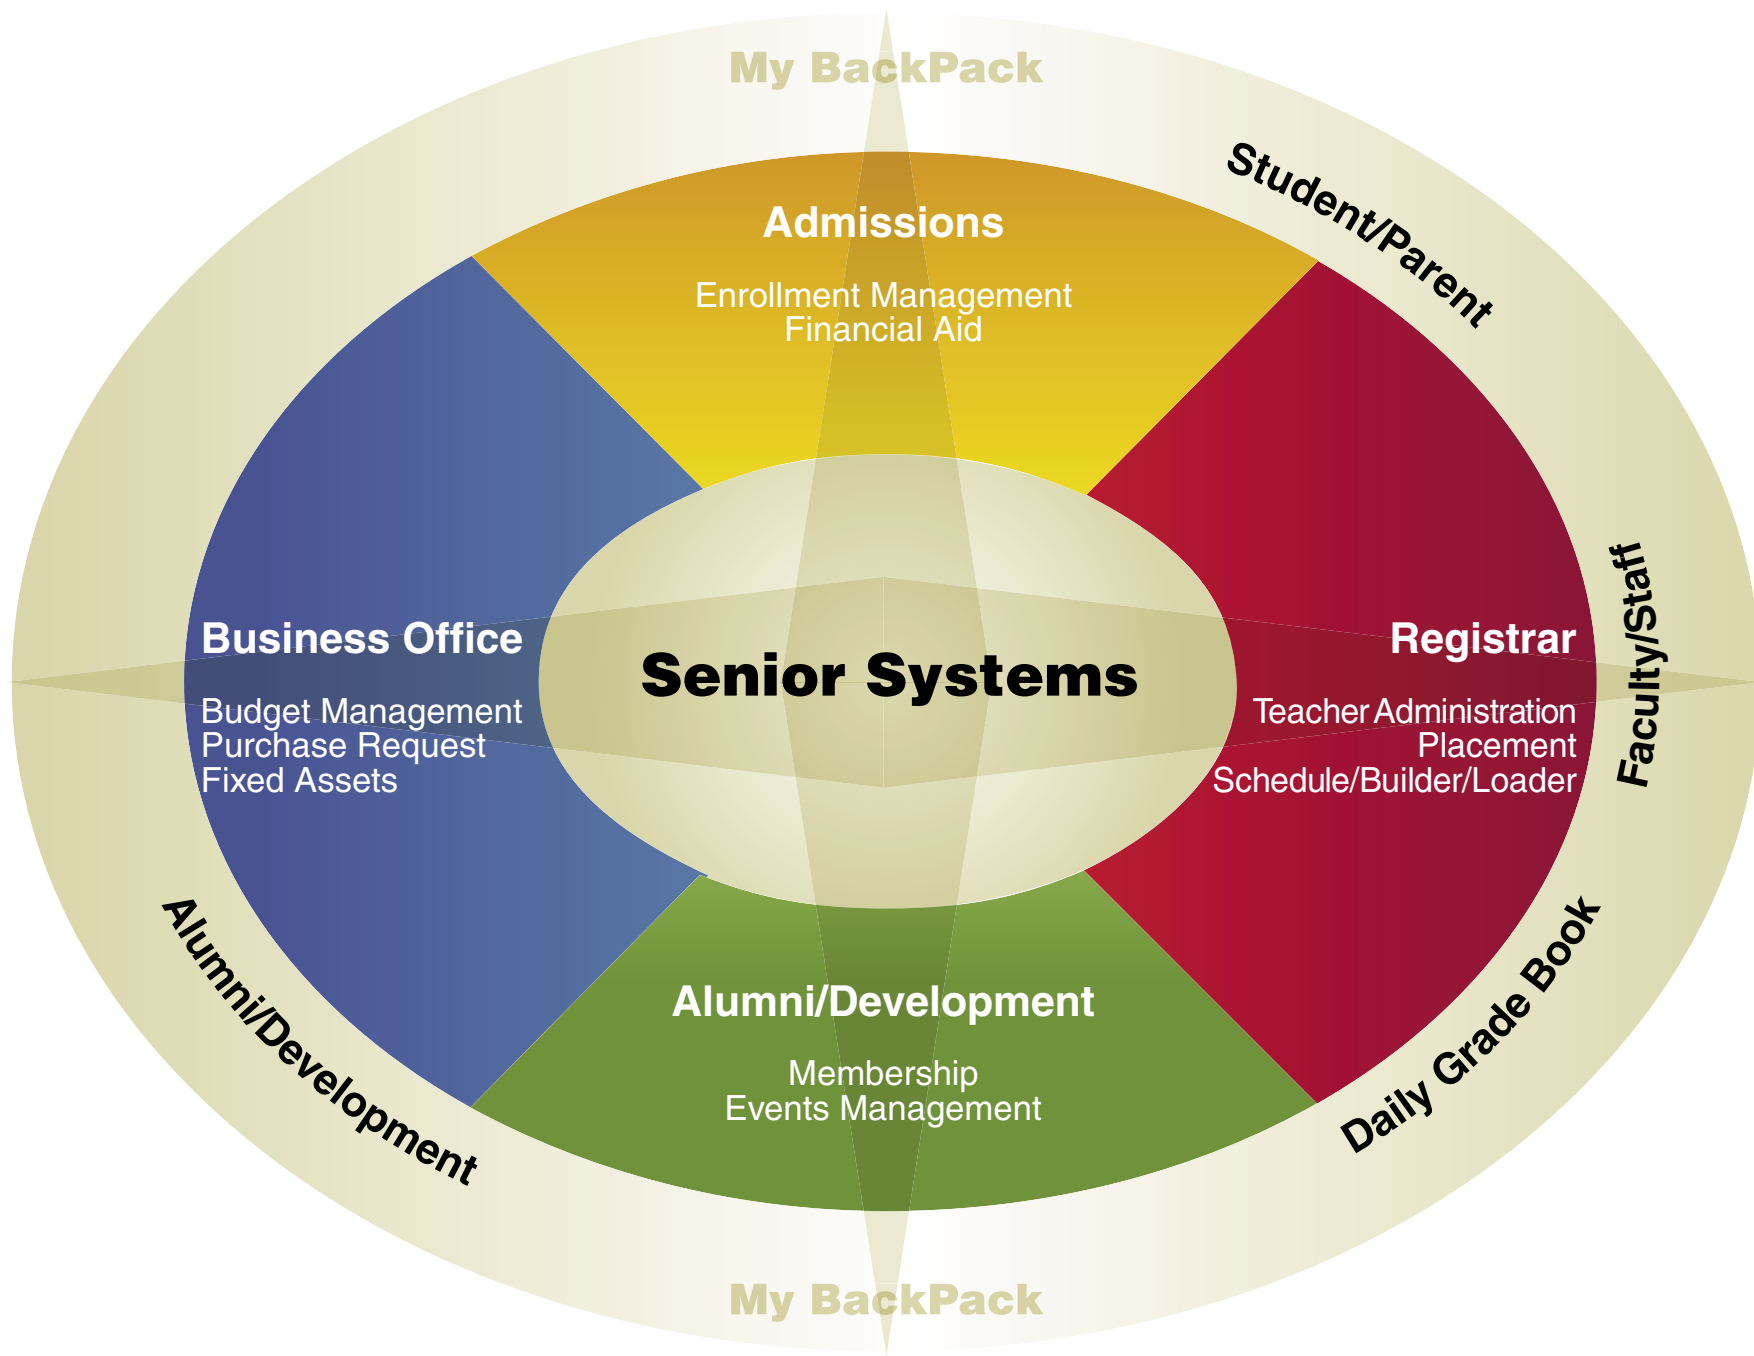 My BackPack
Student/Parent
Admissions
Enrollment Management
Financial Aid
Business Office
Budget Management
Purchase Request
Fixed Assets
Senior Systems
Registrar
Teacher Administration
Placement
Schedule/Builder/Loader
Faculty/Staff
Alumni/Development
Membership
Events Management
Alumni/Development
Daily Grade Book
My BackPack